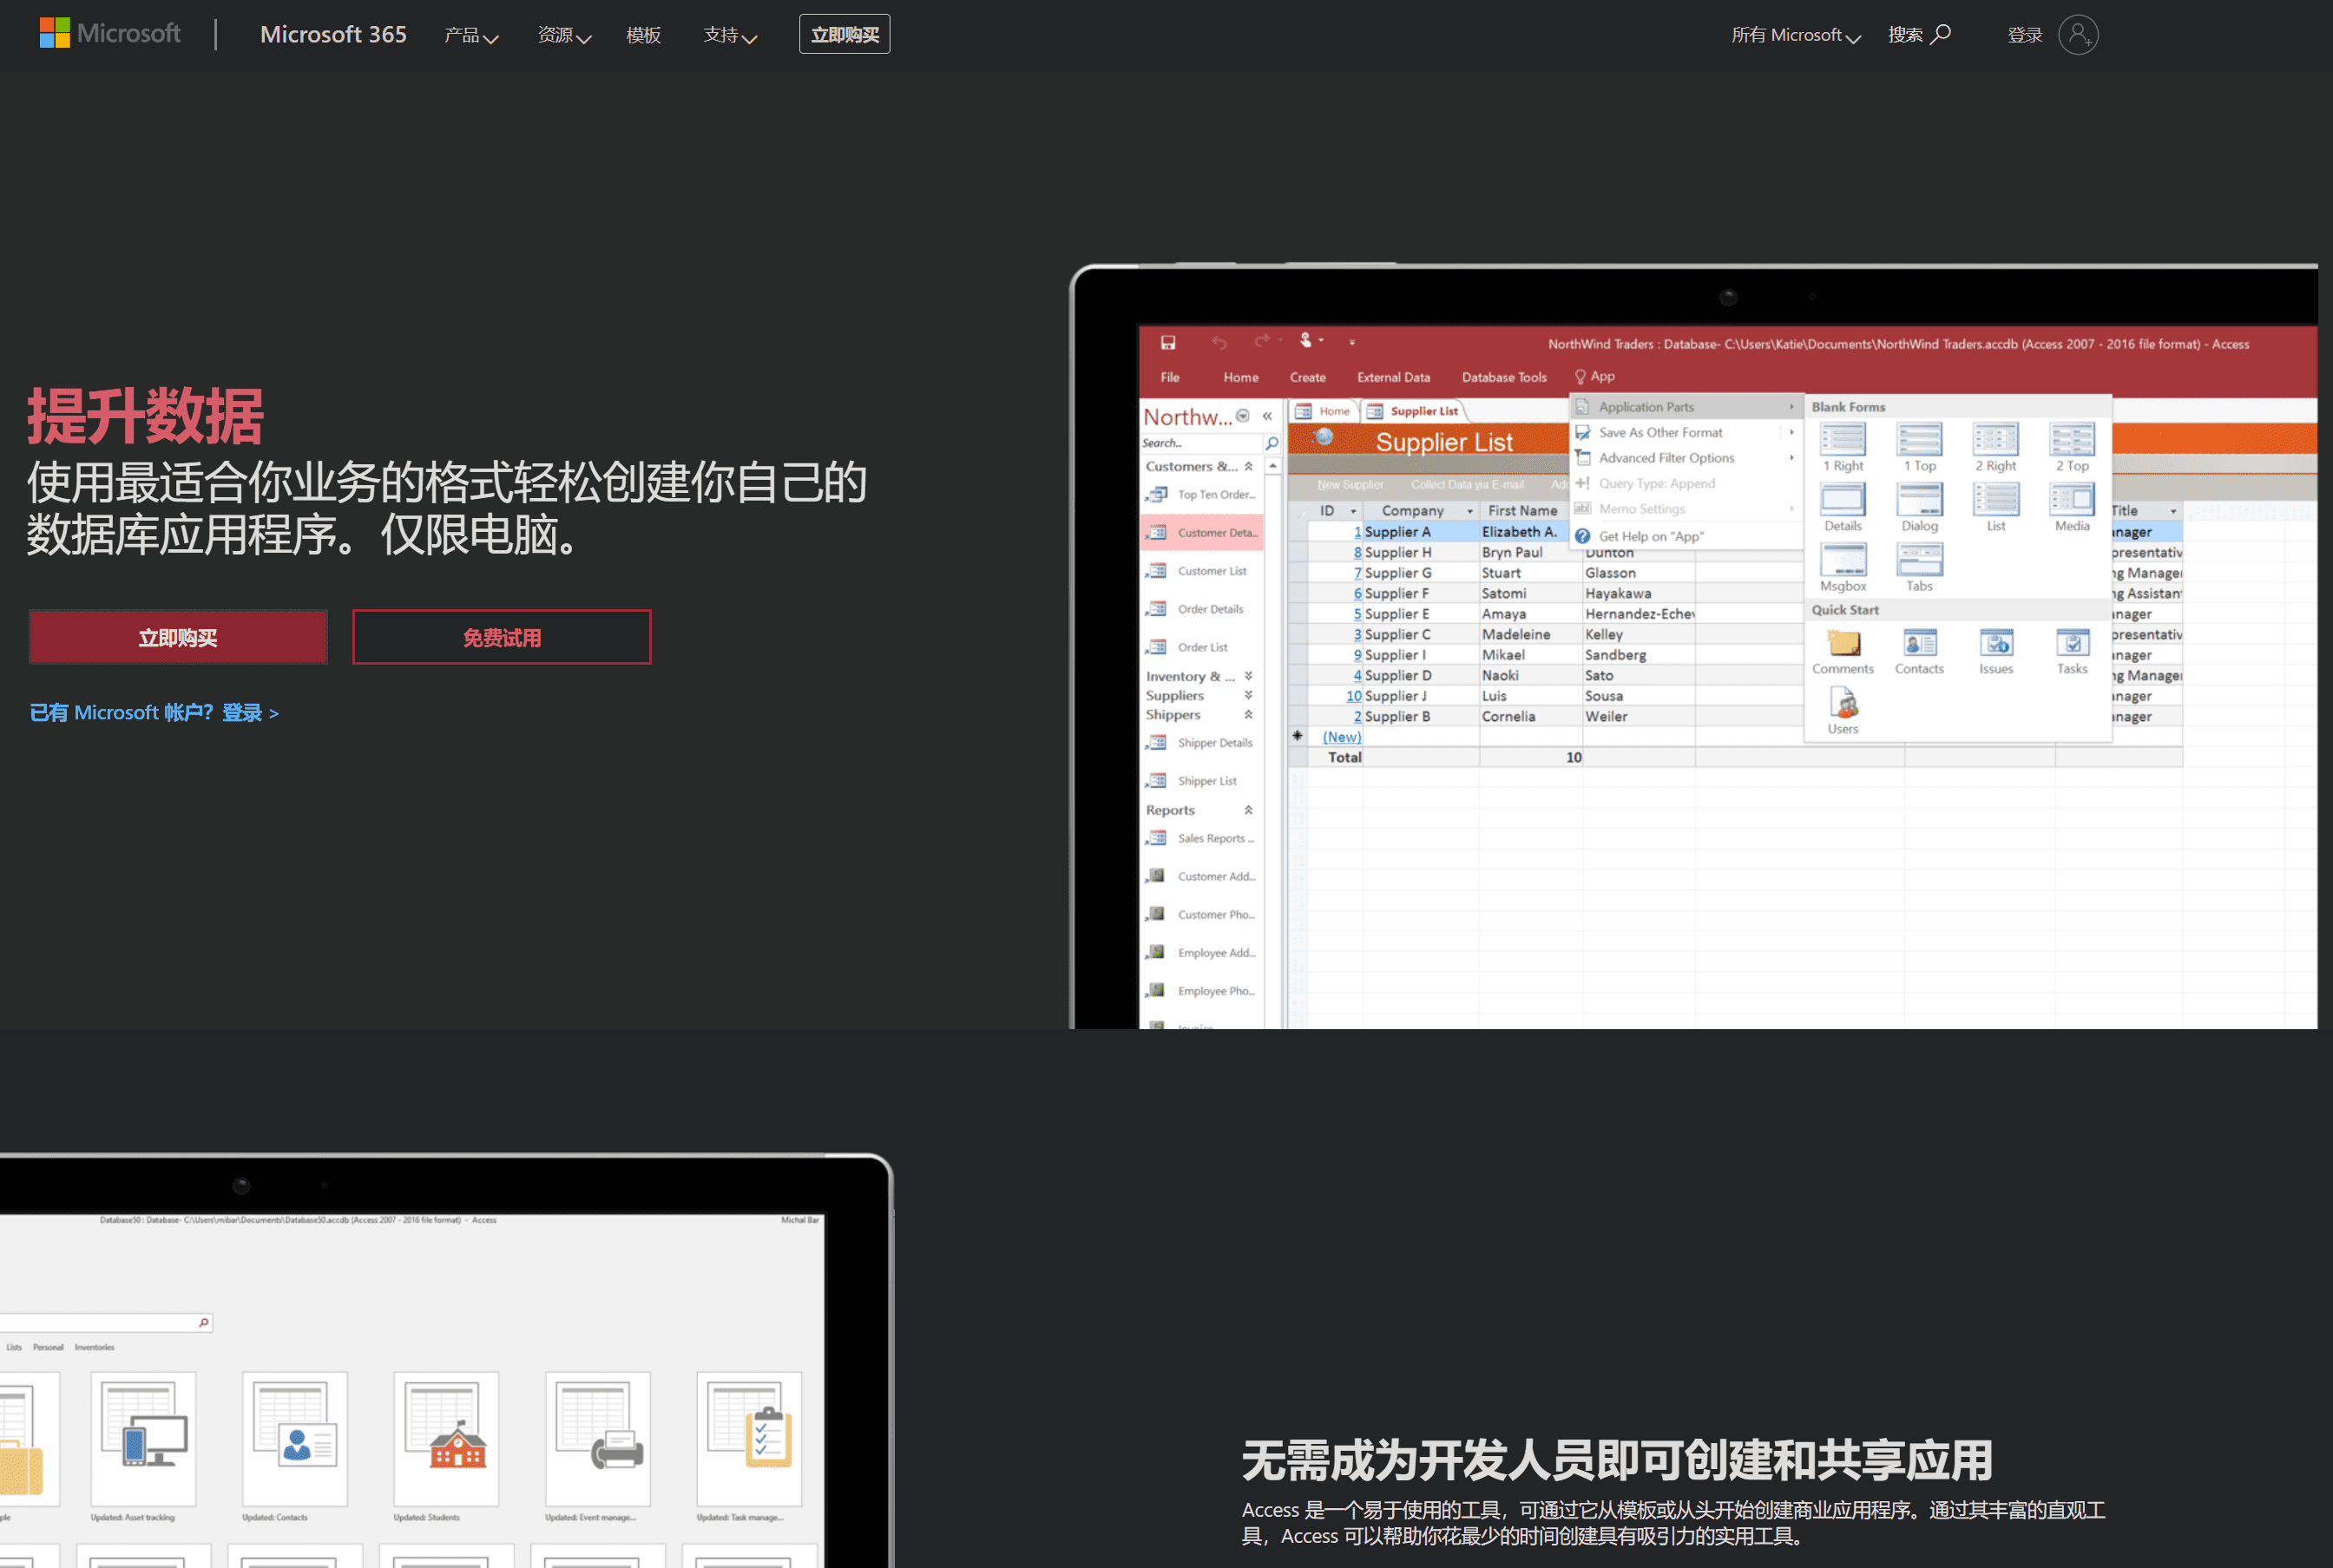 Microsoft
Microsoft 365
产品
资源
模板
支持
立即购买
所有 Microsoft
搜索
登录
提升数据
使用最适合你业务的格式轻松创建你自己的
数据库应用程序。仅限电脑。
立即购买
免费试用
已有 Microsoft 帐户？登录 >
NorthWind Traders : Database- C:\Users\Katie\Documents\NorthWind Traders.accdb (Access 2007 - 2016 file format) - Access
File Home Create External Data Database Tools App
Northw...
Search...
Customers &...
Top Ten Order...
Customer Deta...
Customer List
Order Details
Order List
Inventory & ...
Suppliers
Shippers
Shipper Details
Shipper List
Reports
Sales Reports ...
Customer Add...
Customer Pho...
Employee Add...
Employee Pho...
Invoice
Home Supplier List
Supplier List
New Supplier Collect Data via E-mail
ID Company First Name
1 Supplier A Elizabeth A.
8 Supplier H Bryn Paul Dunton
7 Supplier G Stuart Glasson
6 Supplier F Satomi Hayakawa
5 Supplier E Amaya Hernandez-Echev
3 Supplier C Madeleine Kelley
9 Supplier I Mikael Sandberg
4 Supplier D Naoki Sato
10 Supplier J Luis Sousa
2 Supplier B Cornelia Weiler
(New)
Total 10
Application Parts
Save As Other Format
Advanced Filter Options
Query Type: Append
Memo Settings
Get Help on "App"
Blank Forms
1 Right 1 Top 2 Right 2 Top
Details Dialog List Media
Msgbox Tabs
Quick Start
Comments Contacts Issues Tasks
Users
Title
Database50 : Database- C:\Users\mibar\Documents\Database50.accdb (Access 2007 - 2016 file format) - Access
Michal Bar
Lists Personal Inventories
Updated: Asset tracking
Updated: Contacts
Updated: Students
Updated: Event manage...
Updated: Task manage...
无需成为开发人员即可创建和共享应用
Access 是一个易于使用的工具，可通过它从模板或从头开始创建商业应用程序。通过其丰富的直观工
具，Access 可以帮助你花最少的时间创建具有吸引力的实用工具。